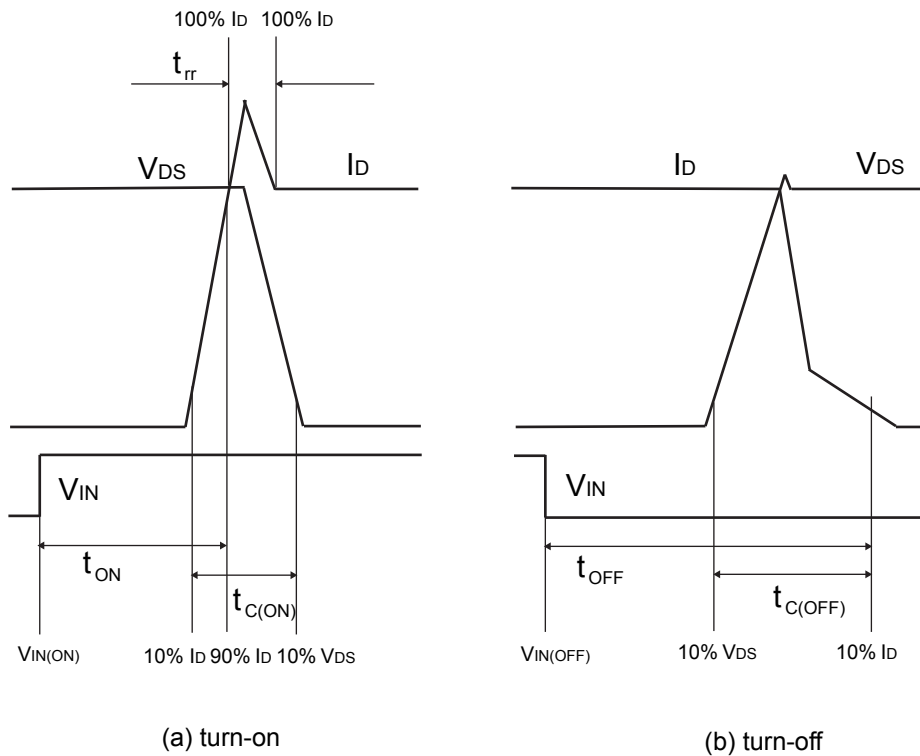 100% ID 100% ID
trr
VDS ID
VIN
tON
tC(ON)
VIN(ON) 10% ID 90% ID 10% VDS
(a) turn-on
ID VDS
VIN
tOFF
tC(OFF)
VIN(OFF) 10% VDS 10% ID
(b) turn-off